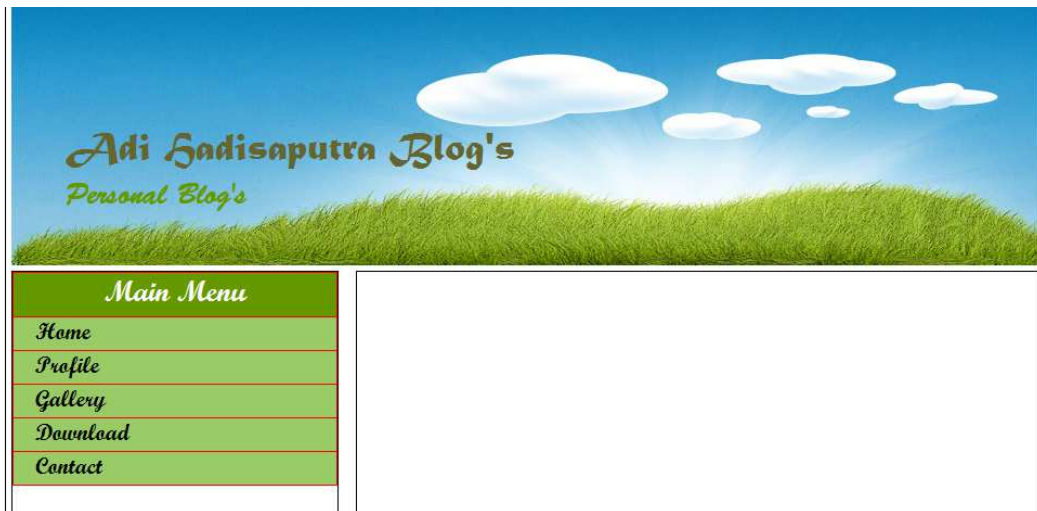 Adi Hadisaputra Blog's
Personal Blog's
Main Menu
Home
Profile
Gallery
Download
Contact